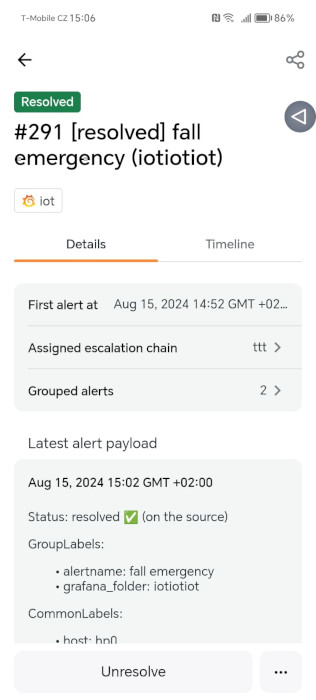 T-Mobile CZ 15:06
86%
Resolved
#291 [resolved] fall
emergency (iotiotiot)
iot
Details
Timeline
First alert at Aug 15, 2024 14:52 GMT +02...
Assigned escalation chain ttt
Grouped alerts 2
Latest alert payload
Aug 15, 2024 15:02 GMT +02:00
Status: resolved ✅ (on the source)
GroupLabels:
• alertname: fall emergency
• grafana_folder: iotiotiot
CommonLabels:
• host: hp0
Unresolve
...